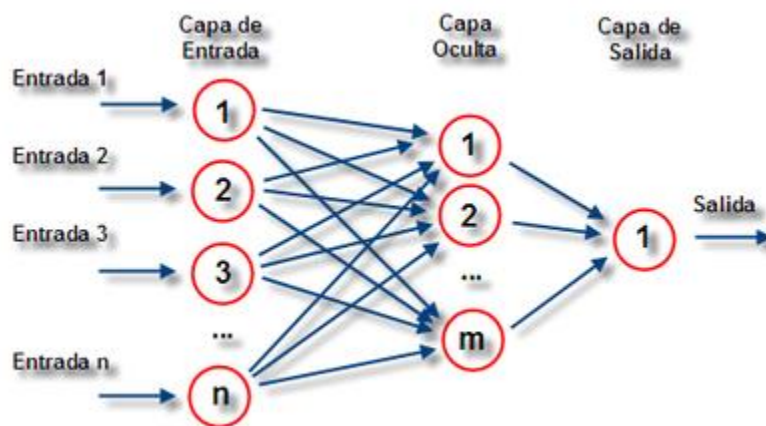 Capa de
Entrada
Capa
Oculta
Capa de
Salida
Entrada 1
1
Entrada 2
2
Entrada 3
3
...
Entrada n
n
1
2
...
m
1
Salida